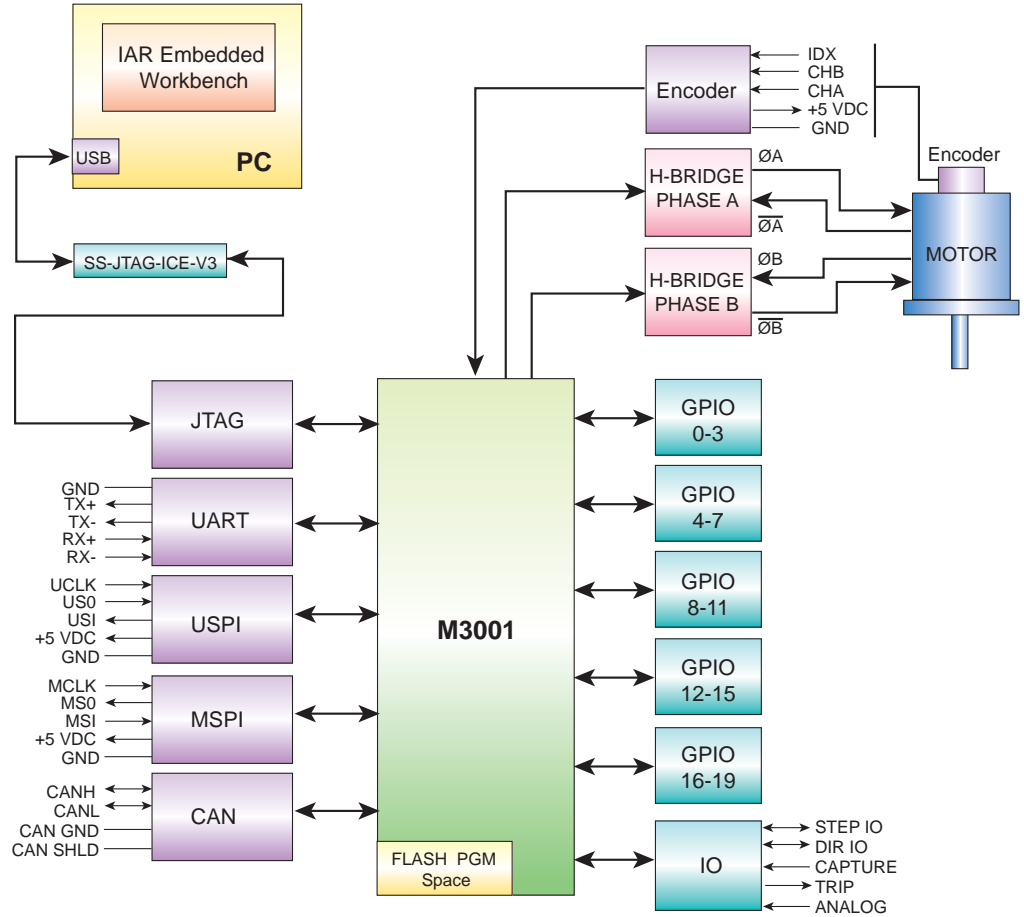 IAR Embedded
Workbench
USB
PC
SS-JTAG-ICE-V3
Encoder
IDX
CHB
CHA
+5 VDC
GND
Encoder
H-BRIDGE
PHASE A
ØA
Ø̅A̅
H-BRIDGE
PHASE B
ØB
Ø̅B̅
MOTOR
JTAG
GND
TX+
TX-
RX+
RX-
UART
UCLK
US0
USI
+5 VDC
GND
USPI
MCLK
MS0
MSI
+5 VDC
GND
MSPI
CANH
CANL
CAN GND
CAN SHLD
CAN
M3001
FLASH PGM
Space
GPIO
0-3
GPIO
4-7
GPIO
8-11
GPIO
12-15
GPIO
16-19
IO
STEP IO
DIR IO
CAPTURE
TRIP
ANALOG